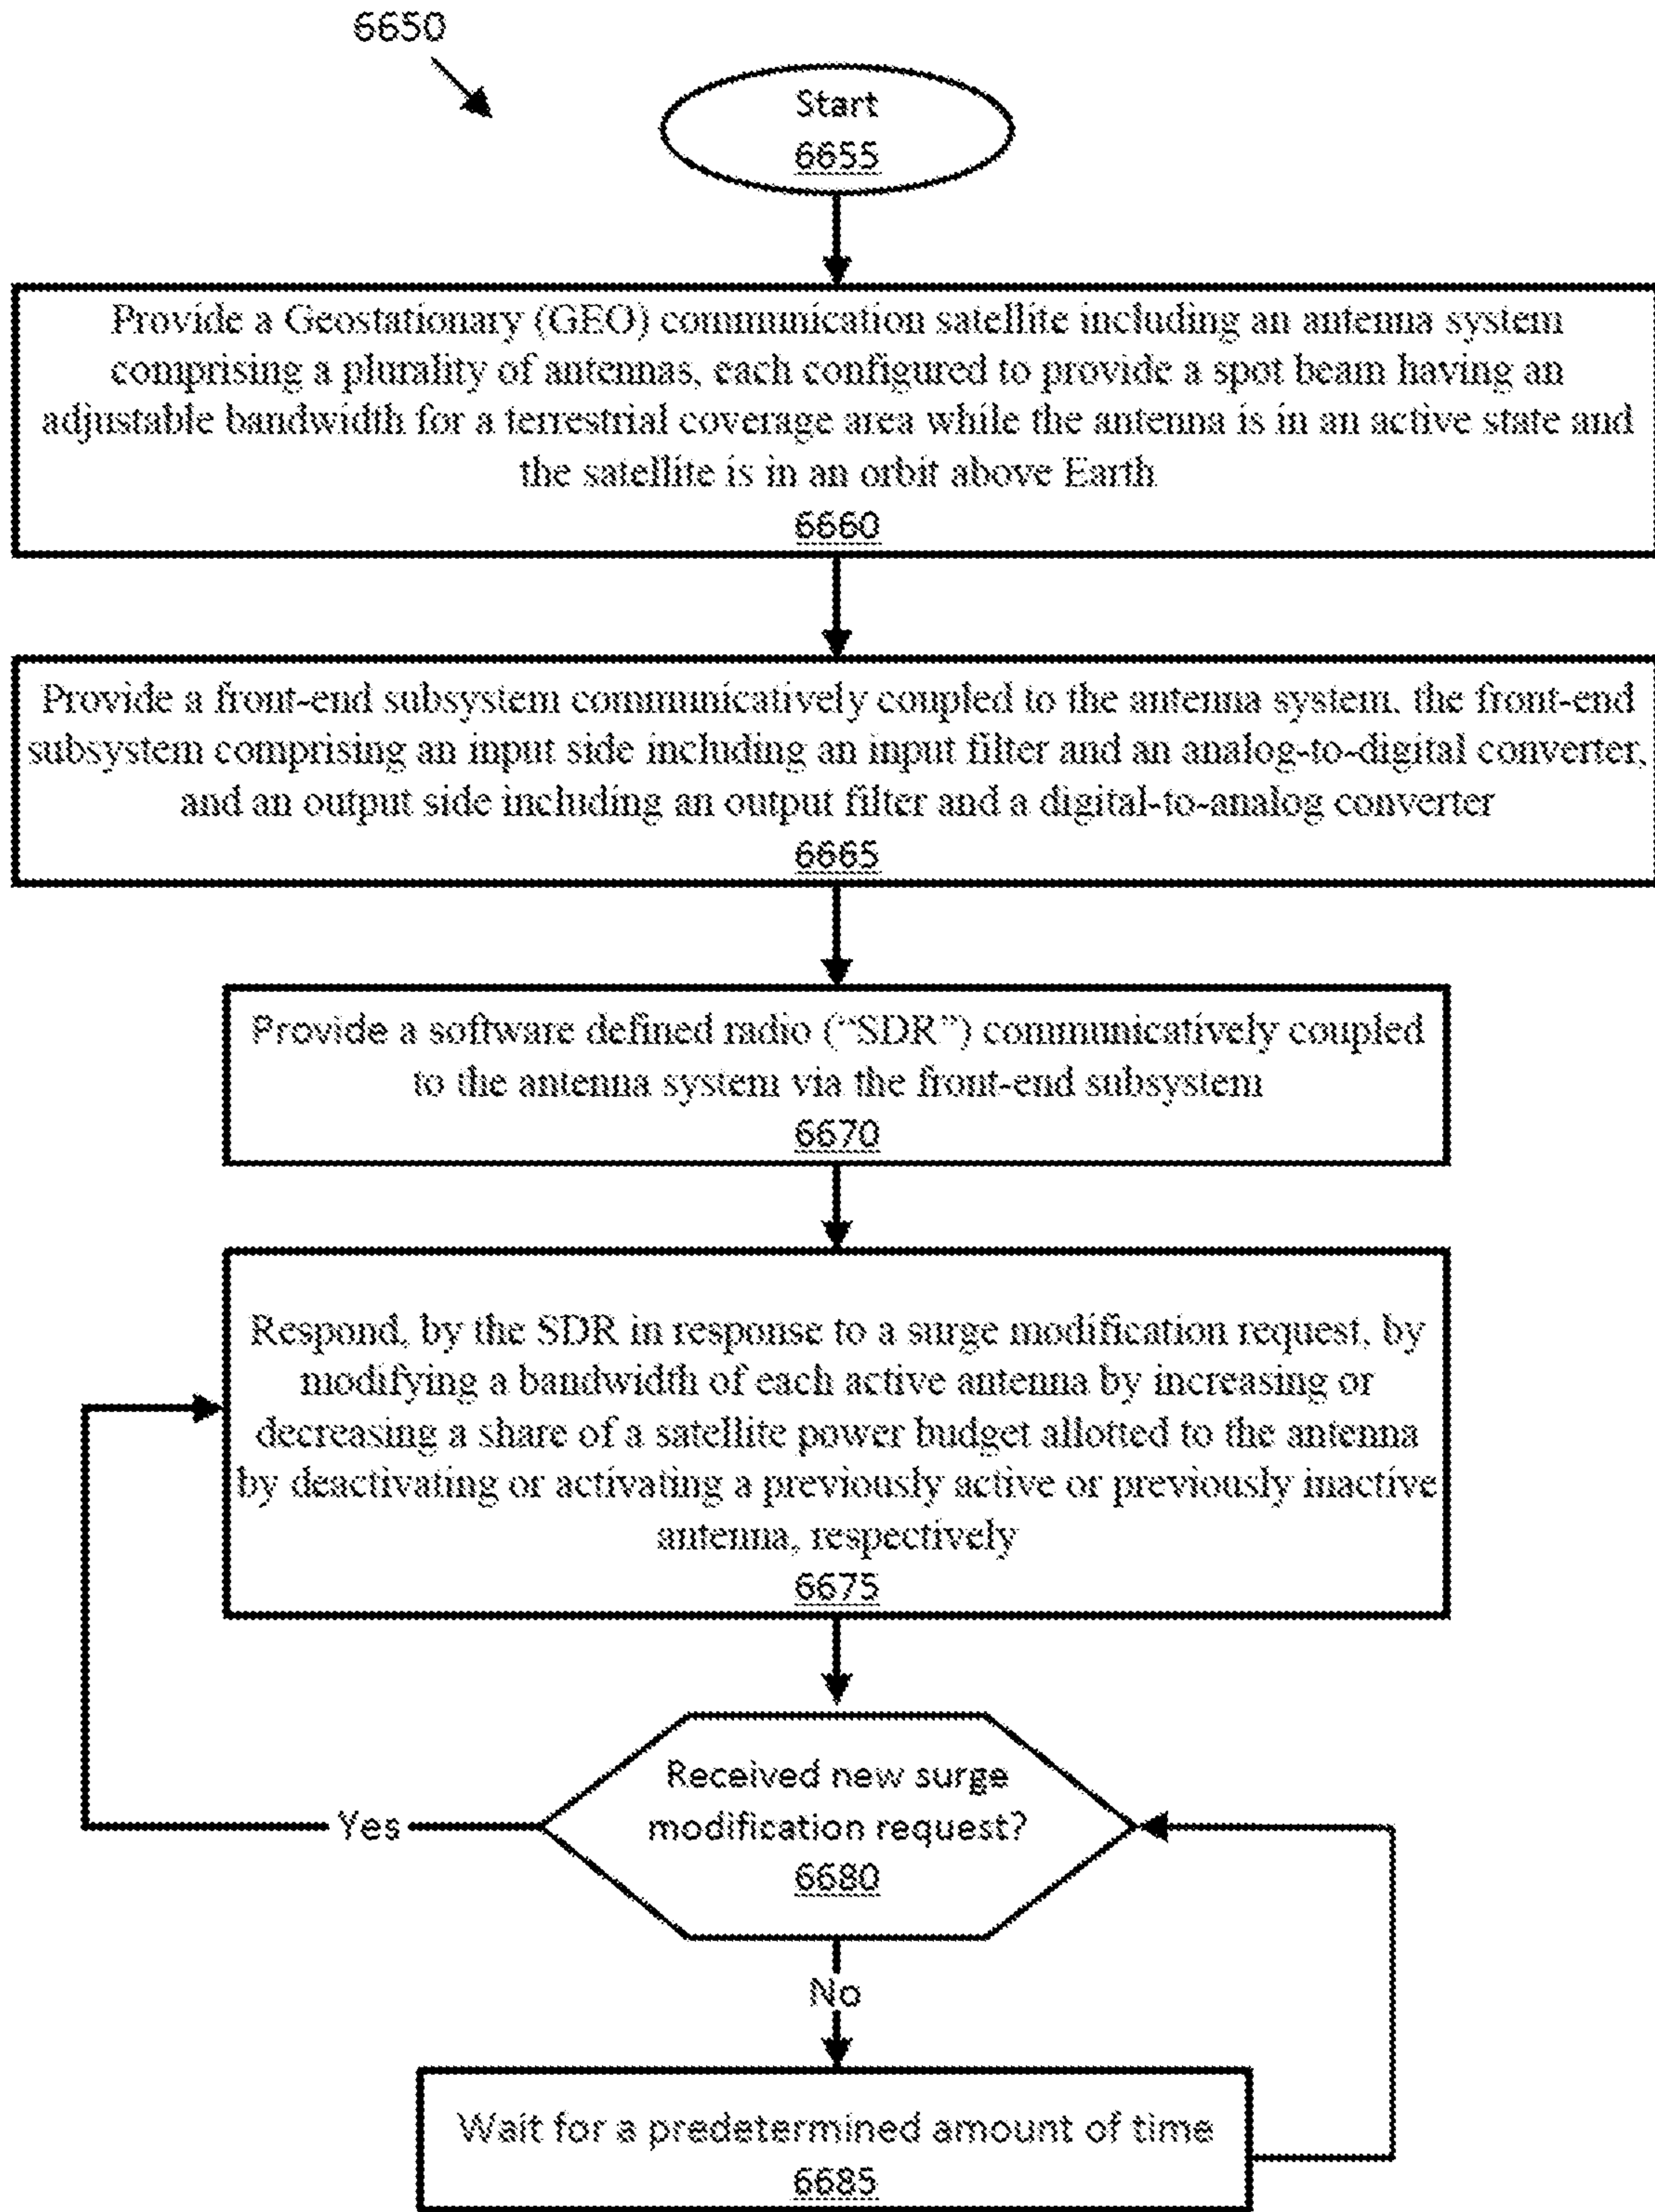 6650
Start
6655
Provide a Geostationary (GEO) communication satellite including an antenna system
comprising a plurality of antennas, each configured to provide a spot beam having an
adjustable bandwidth for a terrestrial coverage area while the antenna is in an active state and
the satellite is in an orbit above Earth
6660
Provide a front-end subsystem communicatively coupled to the antenna system. the front-end
subsystem comprising an input side including an input filter and an analog-to-digital converter,
and an output side including an output filter and a digital-to-analog converter
6665
Provide a software defined radio (“SDR”) communicatively coupled
to the antenna system via the front-end subsystem
6670
Respond, by the SDR in response to a surge modification request, by
modifying a bandwidth of each active antenna by increasing or
decreasing a share of a satellite power budget allotted to the antenna
by deactivating or activating a previously active or previously inactive
antenna, respectively
6675
Received new surge
modification request?
6680
Yes
No
Wait for a predetermined amount of time
6685